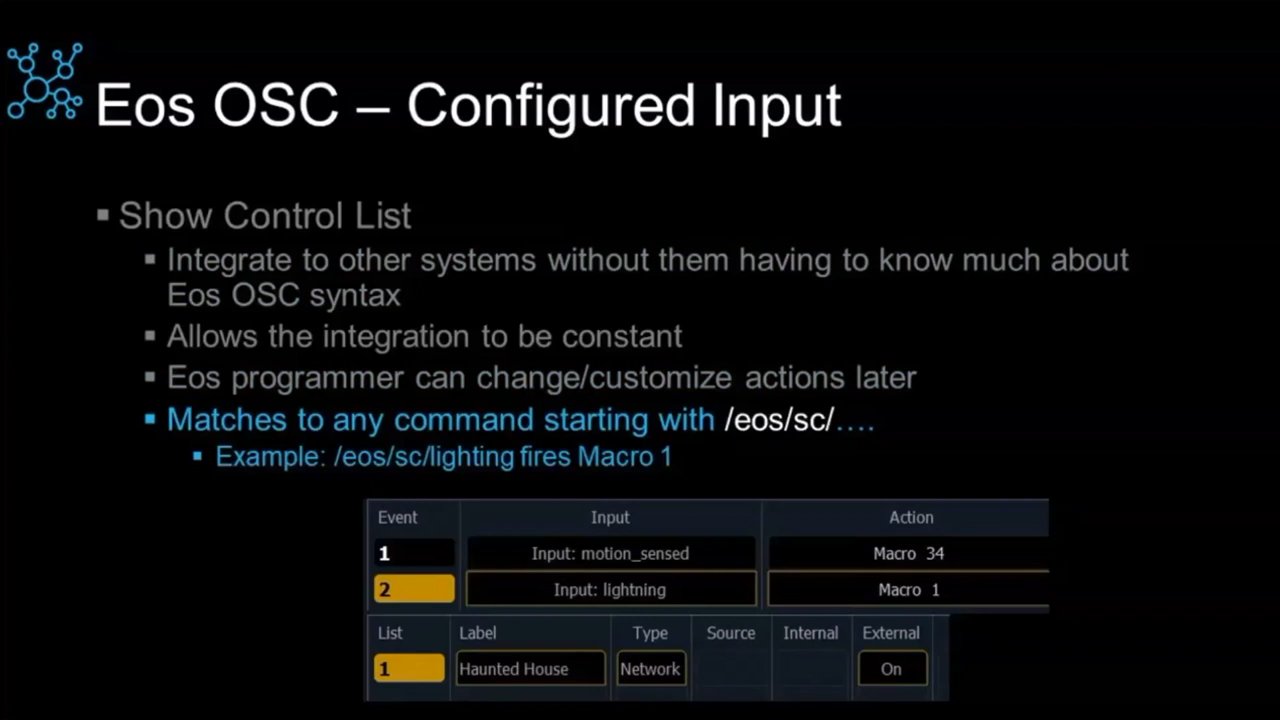 Eos OSC – Configured Input
▪ Show Control List
▪ Integrate to other systems without them having to know much about
Eos OSC syntax
▪ Allows the integration to be constant
▪ Eos programmer can change/customize actions later
▪ Matches to any command starting with /eos/sc/….
▪ Example: /eos/sc/lighting fires Macro 1
Event Input Action
1 Input: motion_sensed Macro 34
2 Input: lightning Macro 1
List Label Type Source Internal External
1 Haunted House Network On